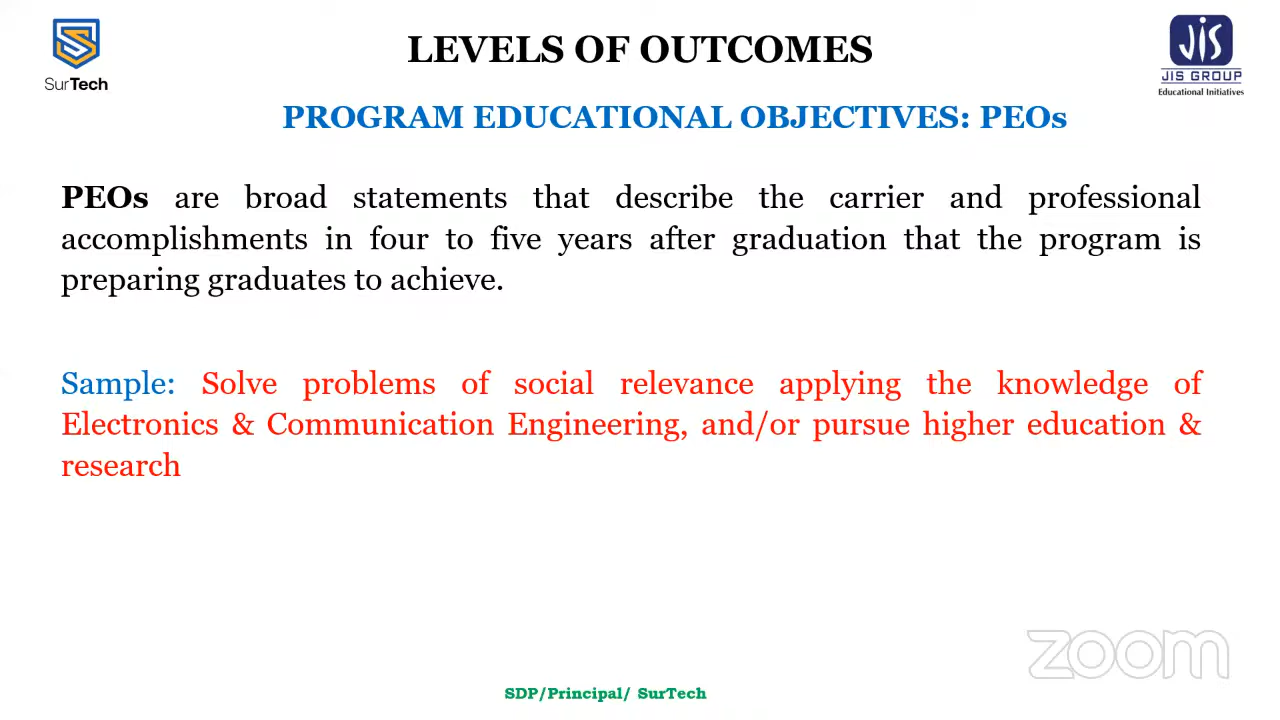 SurTech
LEVELS OF OUTCOMES
JIS
JIS GROUP
Educational Initiatives
PROGRAM EDUCATIONAL OBJECTIVES: PEOs
PEOs are broad statements that describe the carrier and professional
accomplishments in four to five years after graduation that the program is
preparing graduates to achieve.
Sample: Solve problems of social relevance applying the knowledge of
Electronics & Communication Engineering, and/or pursue higher education &
research
zoom
SDP/Principal/ SurTech